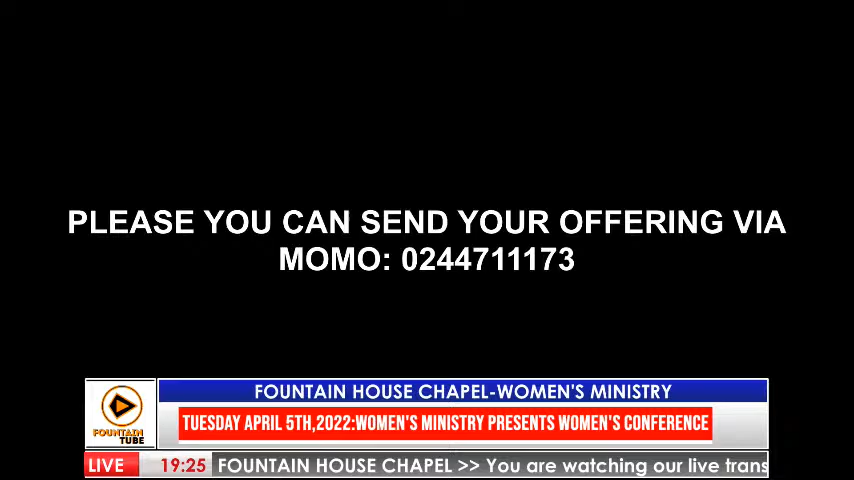 PLEASE YOU CAN SEND YOUR OFFERING VIA
MOMO: 0244711173
FOUNTAIN HOUSE CHAPEL-WOMEN'S MINISTRY
TUESDAY APRIL 5TH,2022:WOMEN'S MINISTRY PRESENTS WOMEN'S CONFERENCE
FOUNTAIN
TUBE
LIVE 19:25 FOUNTAIN HOUSE CHAPEL >> You are watching our live trans